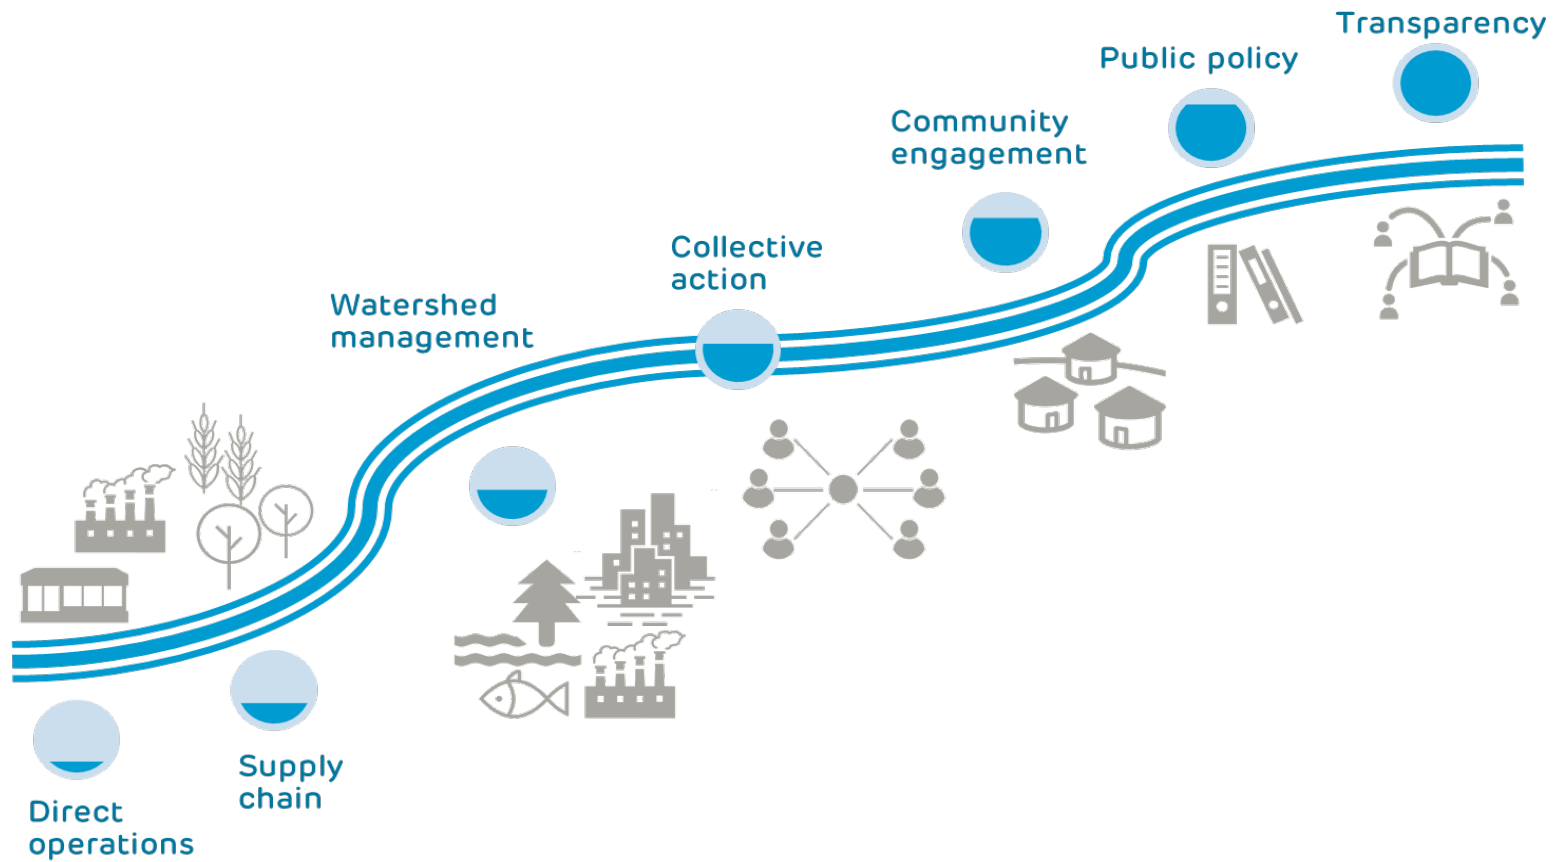 Transparency
Public policy
Community
engagement
Collective
action
Watershed
management
Supply
chain
Direct
operations